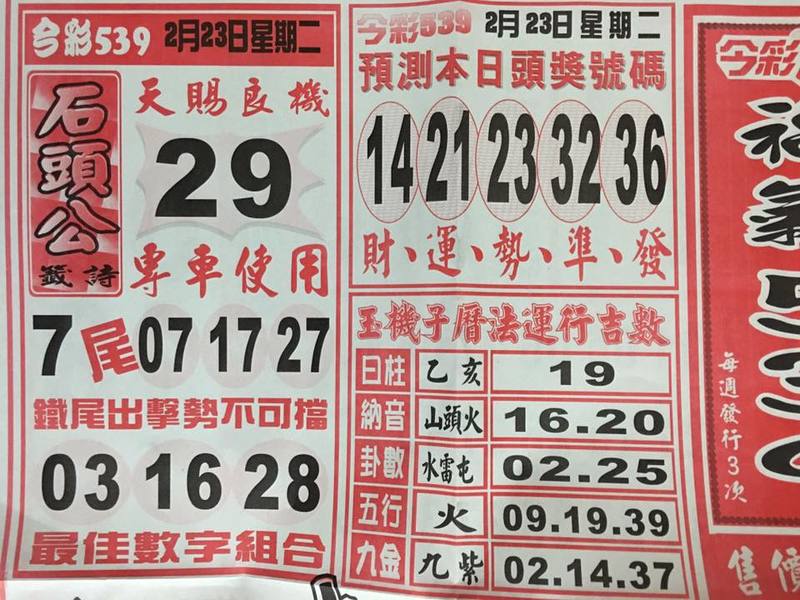 今彩539 2月23日星期二
石頭公
籤詩
天賜良機
29
專車使用
7尾 07 17 27
鐵尾出擊勢不可擋
03 16 28
最佳數字組合
今彩539 2月23日星期二
預測本日頭獎號碼
14 21 23 32 36
財、運、勢、準、發
玉機子曆法運行吉數
日柱 乙亥 19
納音 山頭火 16.20
卦數 水雷屯 02.25
五行 火 09.19.39
九金 九紫 02.14.37
今彩
每週發行3次
售價